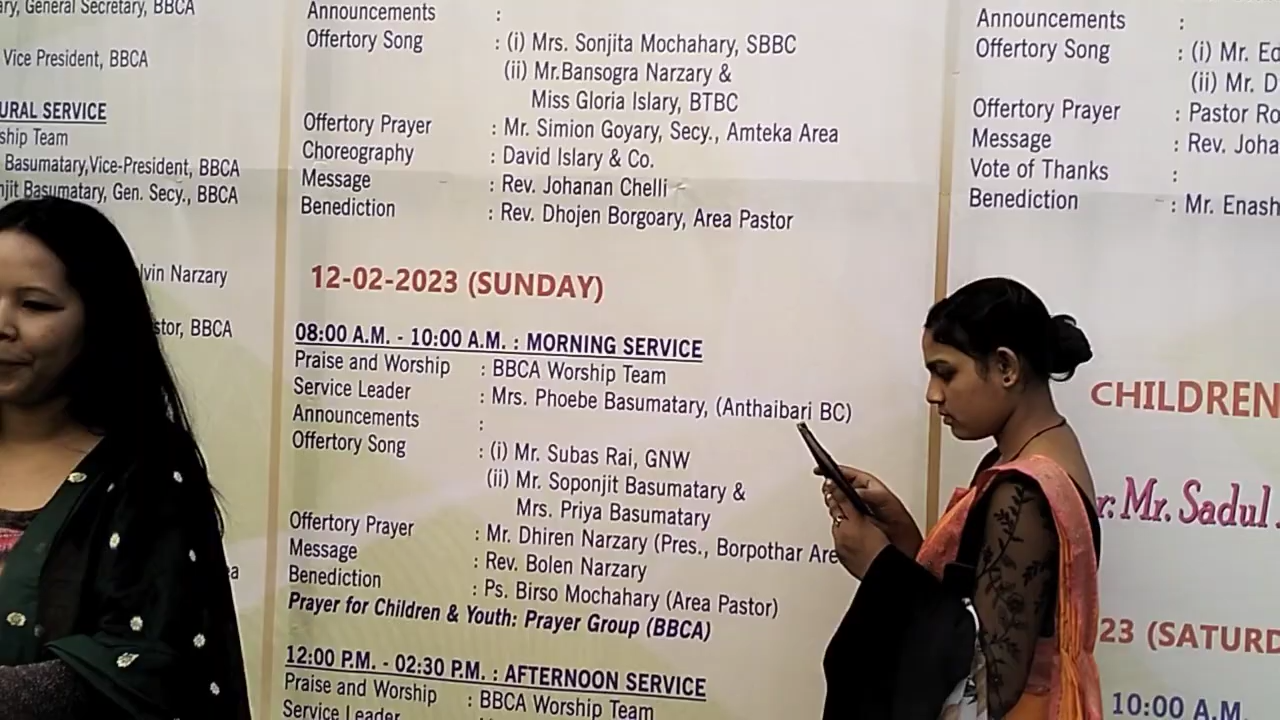 ry, General Secretary, BBCA
Vice President, BBCA
URAL SERVICE
ship Team
Basumatary, Vice-President, BBCA
njit Basumatary, Gen. Secy., BBCA
lvin Narzary
stor, BBCA
Announcements :
Offertory Song : (i) Mrs. Sonjita Mochahary, SBBC
(ii) Mr.Bansogra Narzary &
Miss Gloria Islary, BTBC
Offertory Prayer : Mr. Simion Goyary, Secy., Amteka Area
Choreography : David Islary & Co.
Message : Rev. Johanan Chelli
Benediction : Rev. Dhojen Borgoary, Area Pastor
12-02-2023 (SUNDAY)
08:00 A.M. - 10:00 A.M. : MORNING SERVICE
Praise and Worship : BBCA Worship Team
Service Leader : Mrs. Phoebe Basumatary, (Anthaibari BC)
Announcements :
Offertory Song : (i) Mr. Subas Rai, GNW
(ii) Mr. Soponjit Basumatary &
Mrs. Priya Basumatary
Offertory Prayer : Mr. Dhiren Narzary (Pres., Borpothar Are
Message : Rev. Bolen Narzary
Benediction : Ps. Birso Mochahary (Area Pastor)
Prayer for Children & Youth: Prayer Group (BBCA)
12:00 P.M. - 02:30 P.M. : AFTERNOON SERVICE
Praise and Worship : BBCA Worship Team
Service Leader
Announcements :
Offertory Song : (i) Mr. Ed
(ii) Mr. D
Offertory Prayer : Pastor Ro
Message : Rev. Joha
Vote of Thanks :
Benediction : Mr. Enash
CHILDREN
r. Mr. Sadul
23 (SATURD
10:00 A.M.